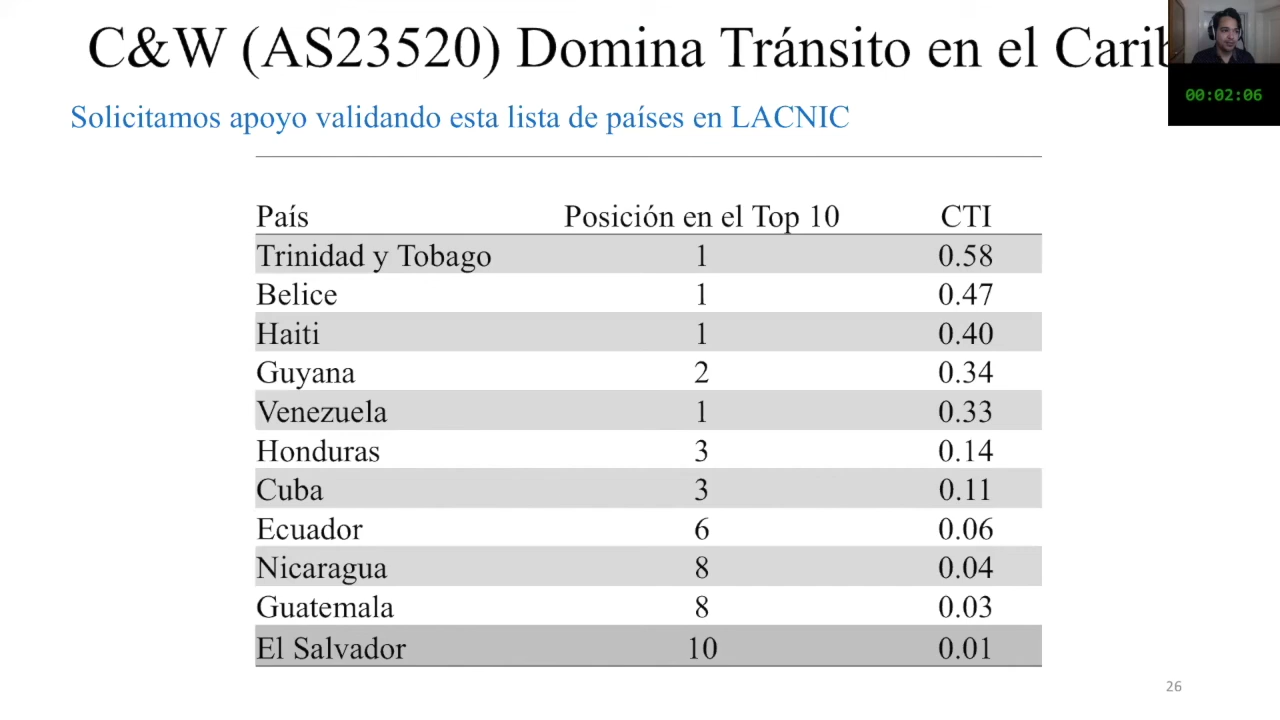 C&W (AS23520) Domina Tránsito en el Carib
00:02:06
Solicitamos apoyo validando esta lista de países en LACNIC
País Posición en el Top 10 CTI
Trinidad y Tobago 1 0.58
Belice 1 0.47
Haiti 1 0.40
Guyana 2 0.34
Venezuela 1 0.33
Honduras 3 0.14
Cuba 3 0.11
Ecuador 6 0.06
Nicaragua 8 0.04
Guatemala 8 0.03
El Salvador 10 0.01
26